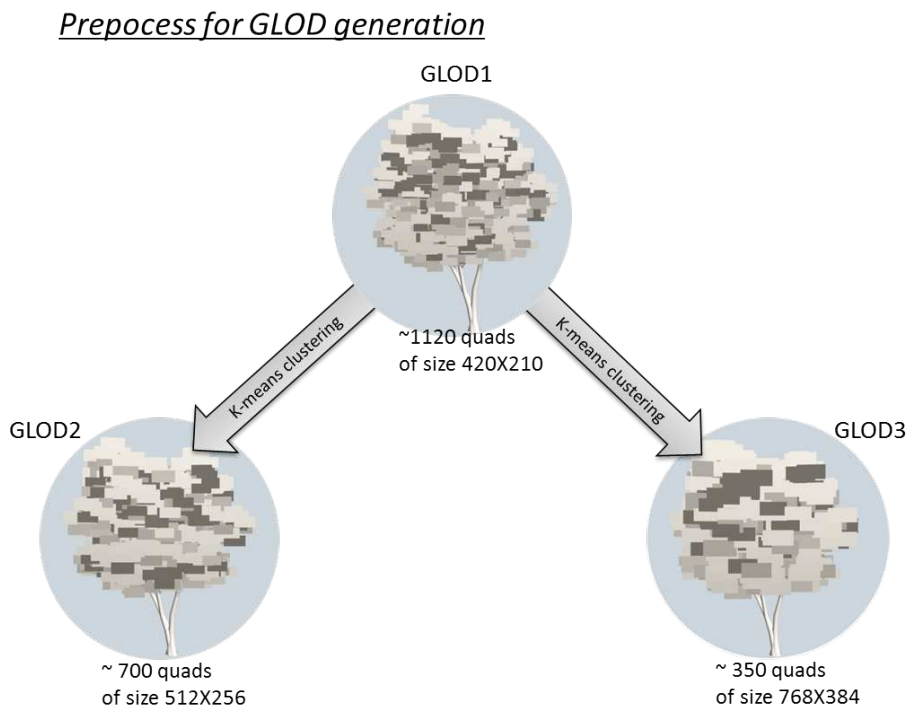 Prepocess for GLOD generation
GLOD1
~1120 quads
of size 420X210
K-means clustering
K-means clustering
GLOD2
GLOD3
~ 700 quads
of size 512X256
~ 350 quads
of size 768X384